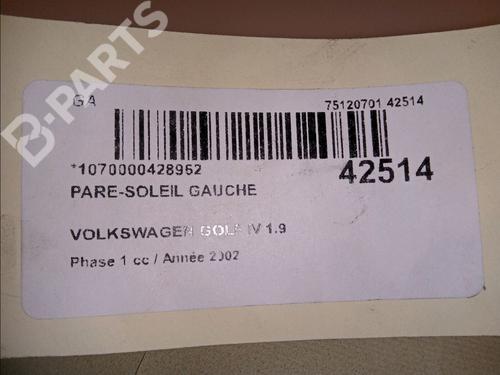 B-PARTS
GA 75120701 42514
*1070000428952 42514
PARE-SOLEIL GAUCHE
VOLKSWAGEN GOLF IV 1.9
Phase 1 cc / Année 2002